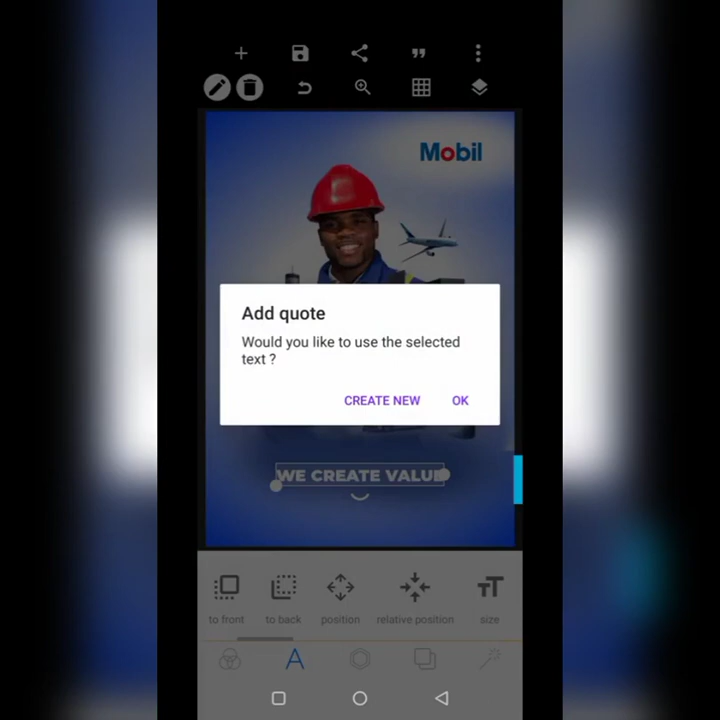 Mobil
Add quote
Would you like to use the selected
text ?
CREATE NEW
OK
WE CREATE VALUE
to front
to back
position
relative position
size